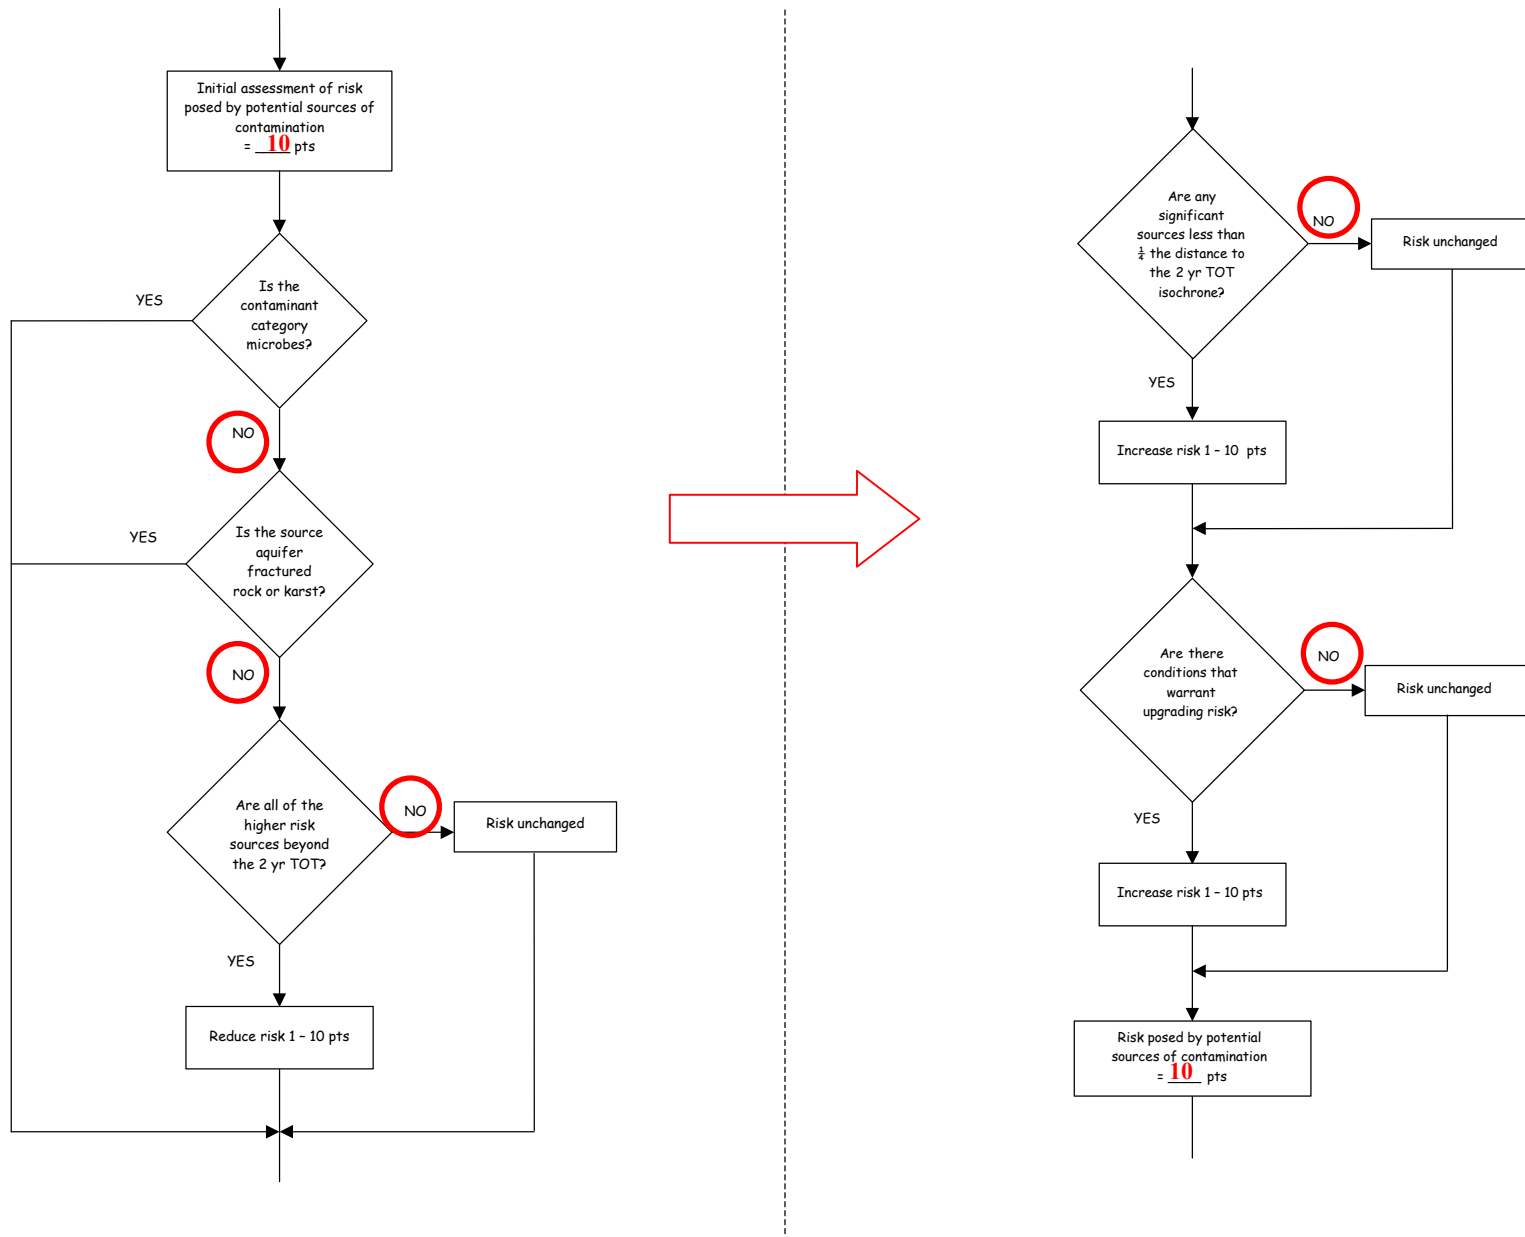 Initial assessment of risk
posed by potential sources of
contamination
= 10 pts
Is the
contaminant
category
microbes?
YES
NO
Is the source
aquifer
fractured
rock or karst?
YES
NO
Are all of the
higher risk
sources beyond
the 2 yr TOT?
NO
Risk unchanged
YES
Reduce risk 1 – 10 pts
Are any
significant
sources less than
¼ the distance to
the 2 yr TOT
isochrone?
NO
Risk unchanged
YES
Increase risk 1 – 10 pts
Are there
conditions that
warrant
upgrading risk?
NO
Risk unchanged
YES
Increase risk 1 – 10 pts
Risk posed by potential
sources of contamination
= 10 pts